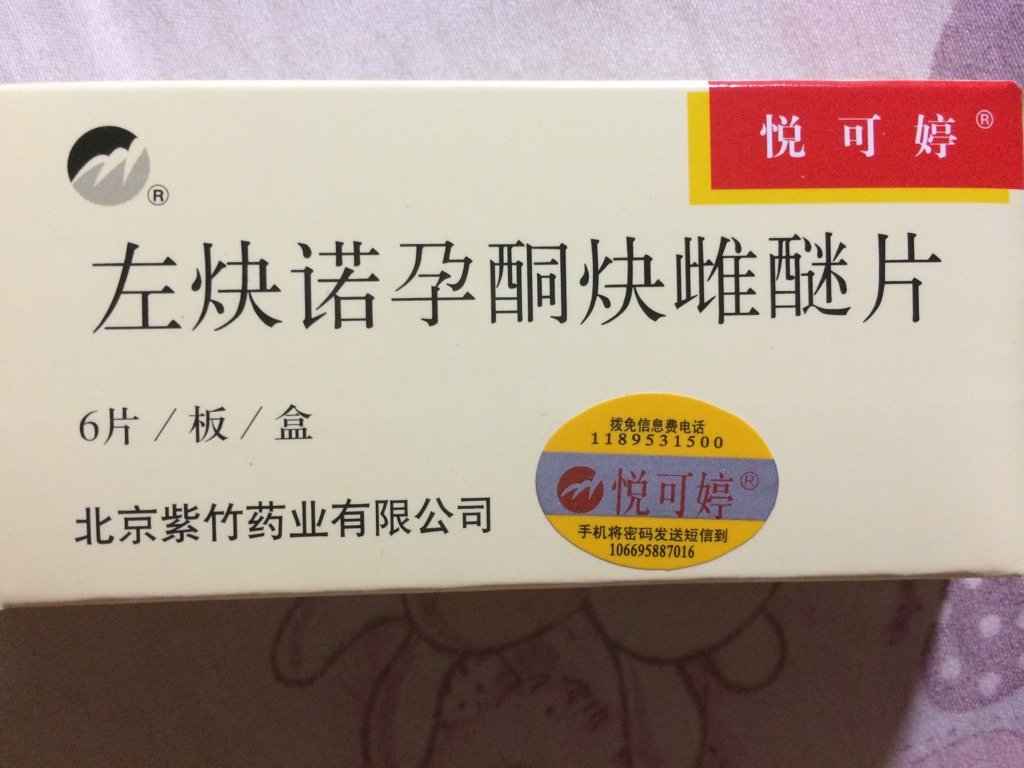 悦可婷®
®
左炔诺孕酮炔雌醚片
6片/板/盒
北京紫竹药业有限公司
拨免信息费电话
1189531500
悦可婷®
手机将密码发送短信到
106695887016